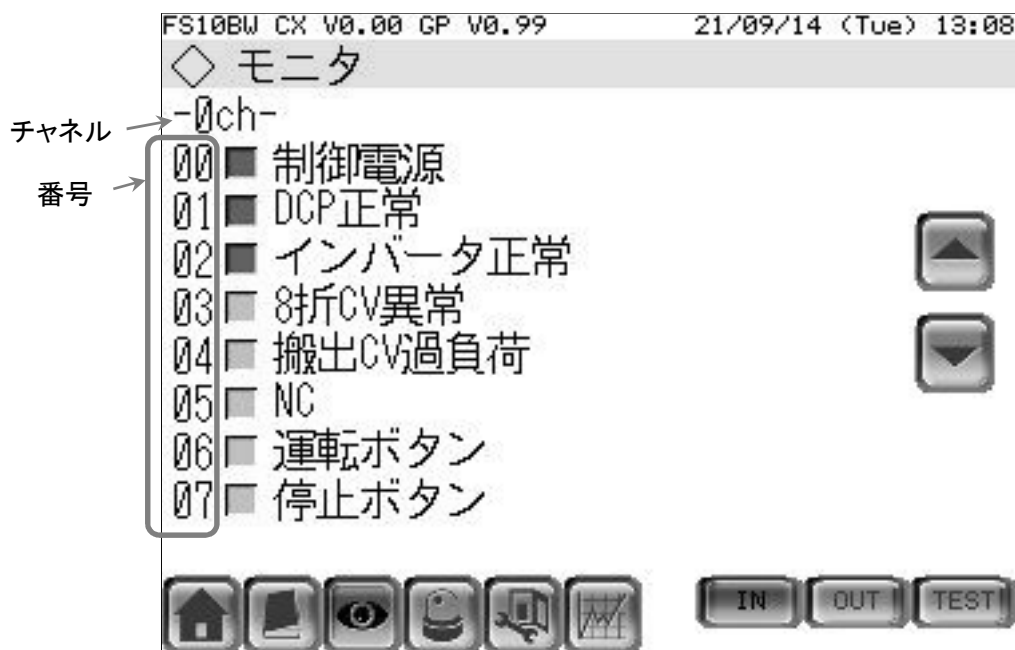 FS10BW CX V0.00 GP V0.99 21/09/14 (Tue) 13:08
◇ モニタ
チャネル
-0ch-
番号
00 制御電源
01 DCP正常
02 インバータ正常
03 8折CV異常
04 搬出CV過負荷
05 NC
06 運転ボタン
07 停止ボタン
IN OUT TEST